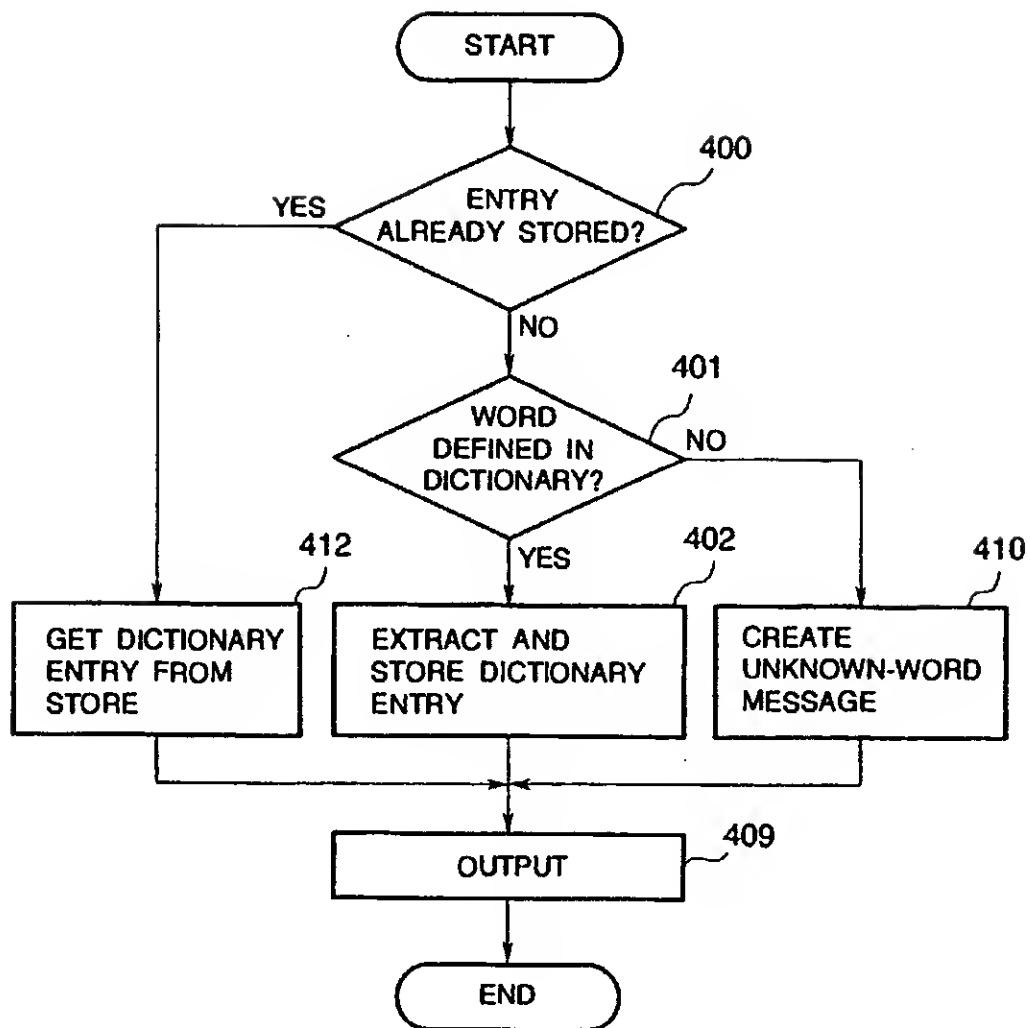 START
400
ENTRY
ALREADY STORED?
YES
NO
401
WORD
DEFINED IN
DICTIONARY?
NO
YES
412
GET DICTIONARY
ENTRY FROM
STORE
402
EXTRACT AND
STORE DICTIONARY
ENTRY
410
CREATE
UNKNOWN-WORD
MESSAGE
409
OUTPUT
END